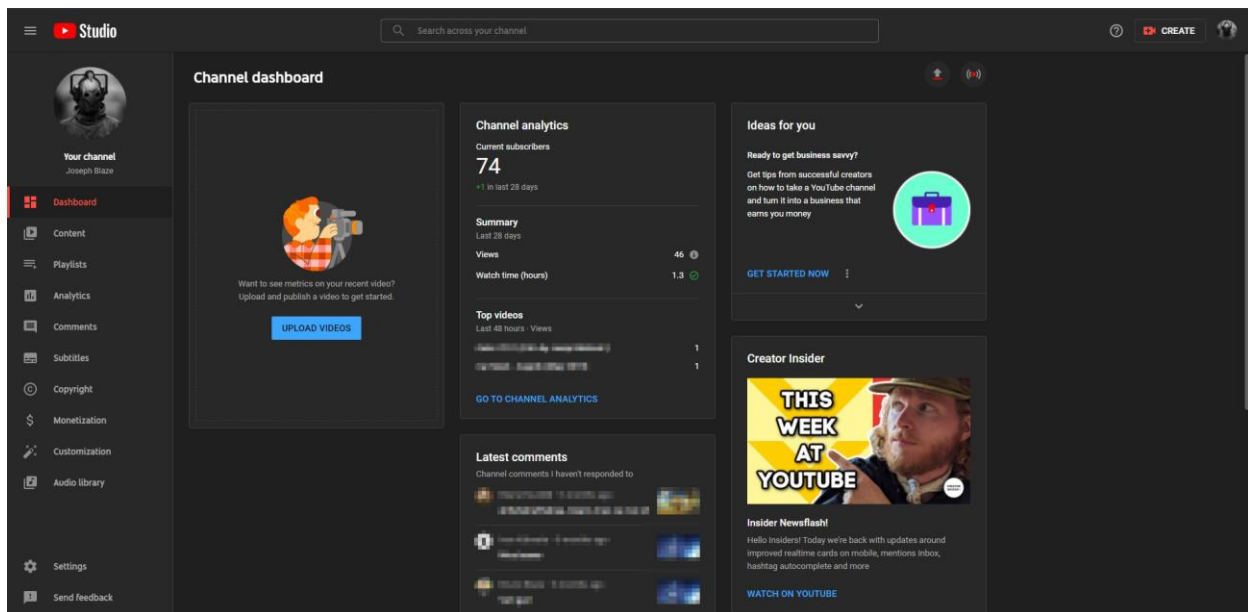 Studio
Search across your channel
CREATE
Your channel
Joseph Blaze
Dashboard
Content
Playlists
Analytics
Comments
Subtitles
Copyright
Monetization
Customization
Audio library
Settings
Send feedback
Channel dashboard
Want to see metrics on your recent video?
Upload and publish a video to get started.
UPLOAD VIDEOS
Channel analytics
Current subscribers
74
+1 in last 28 days
Summary
Last 28 days
Views 46
Watch time (hours) 1.3
Top videos
Last 48 hours · Views
1
1
GO TO CHANNEL ANALYTICS
Latest comments
Channel comments I haven't responded to
Ideas for you
Ready to get business savvy?
Get tips from successful creators
on how to take a YouTube channel
and turn it into a business that
earns you money
GET STARTED NOW
Creator Insider
THIS
WEEK
AT
YOUTUBE
Insider Newsflash!
Hello Insiders! Today we're back with updates around
improved realtime cards on mobile, mentions inbox,
hashtag autocomplete and more
WATCH ON YOUTUBE